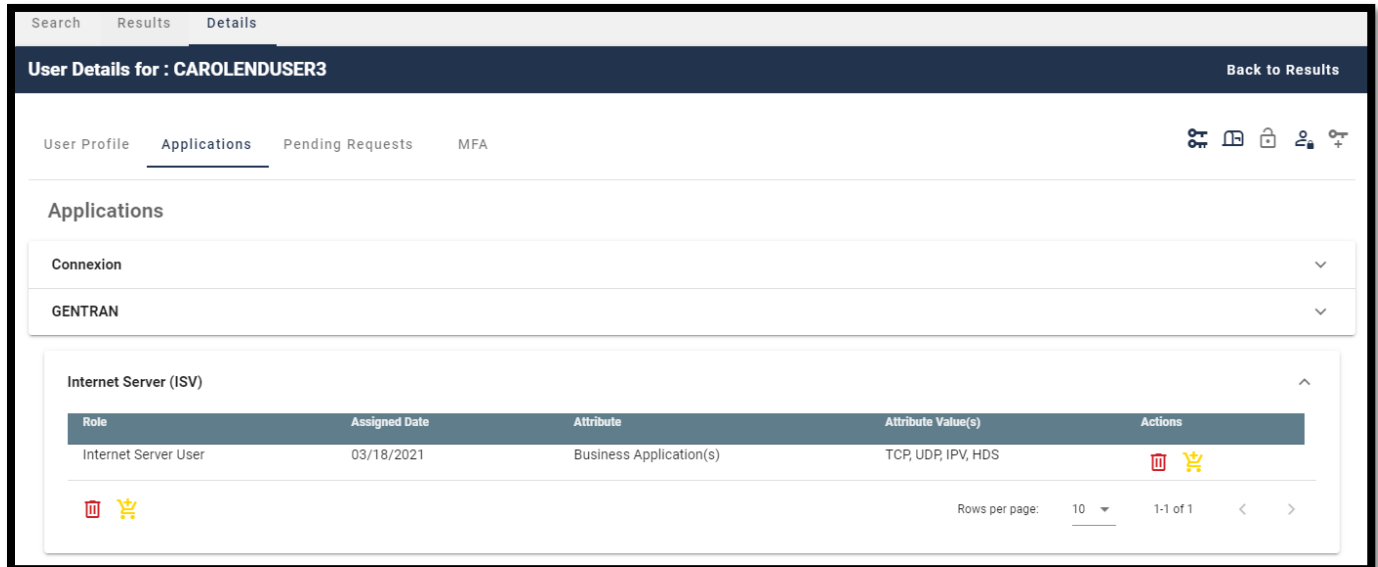 Search Results Details
User Details for : CAROLENDUSER3 Back to Results
User Profile Applications Pending Requests MFA
Applications
Connexion
GENTRAN
Internet Server (ISV)
Role Assigned Date Attribute Attribute Value(s) Actions
Internet Server User 03/18/2021 Business Application(s) TCP, UDP, IPV, HDS
Rows per page: 10 1-1 of 1